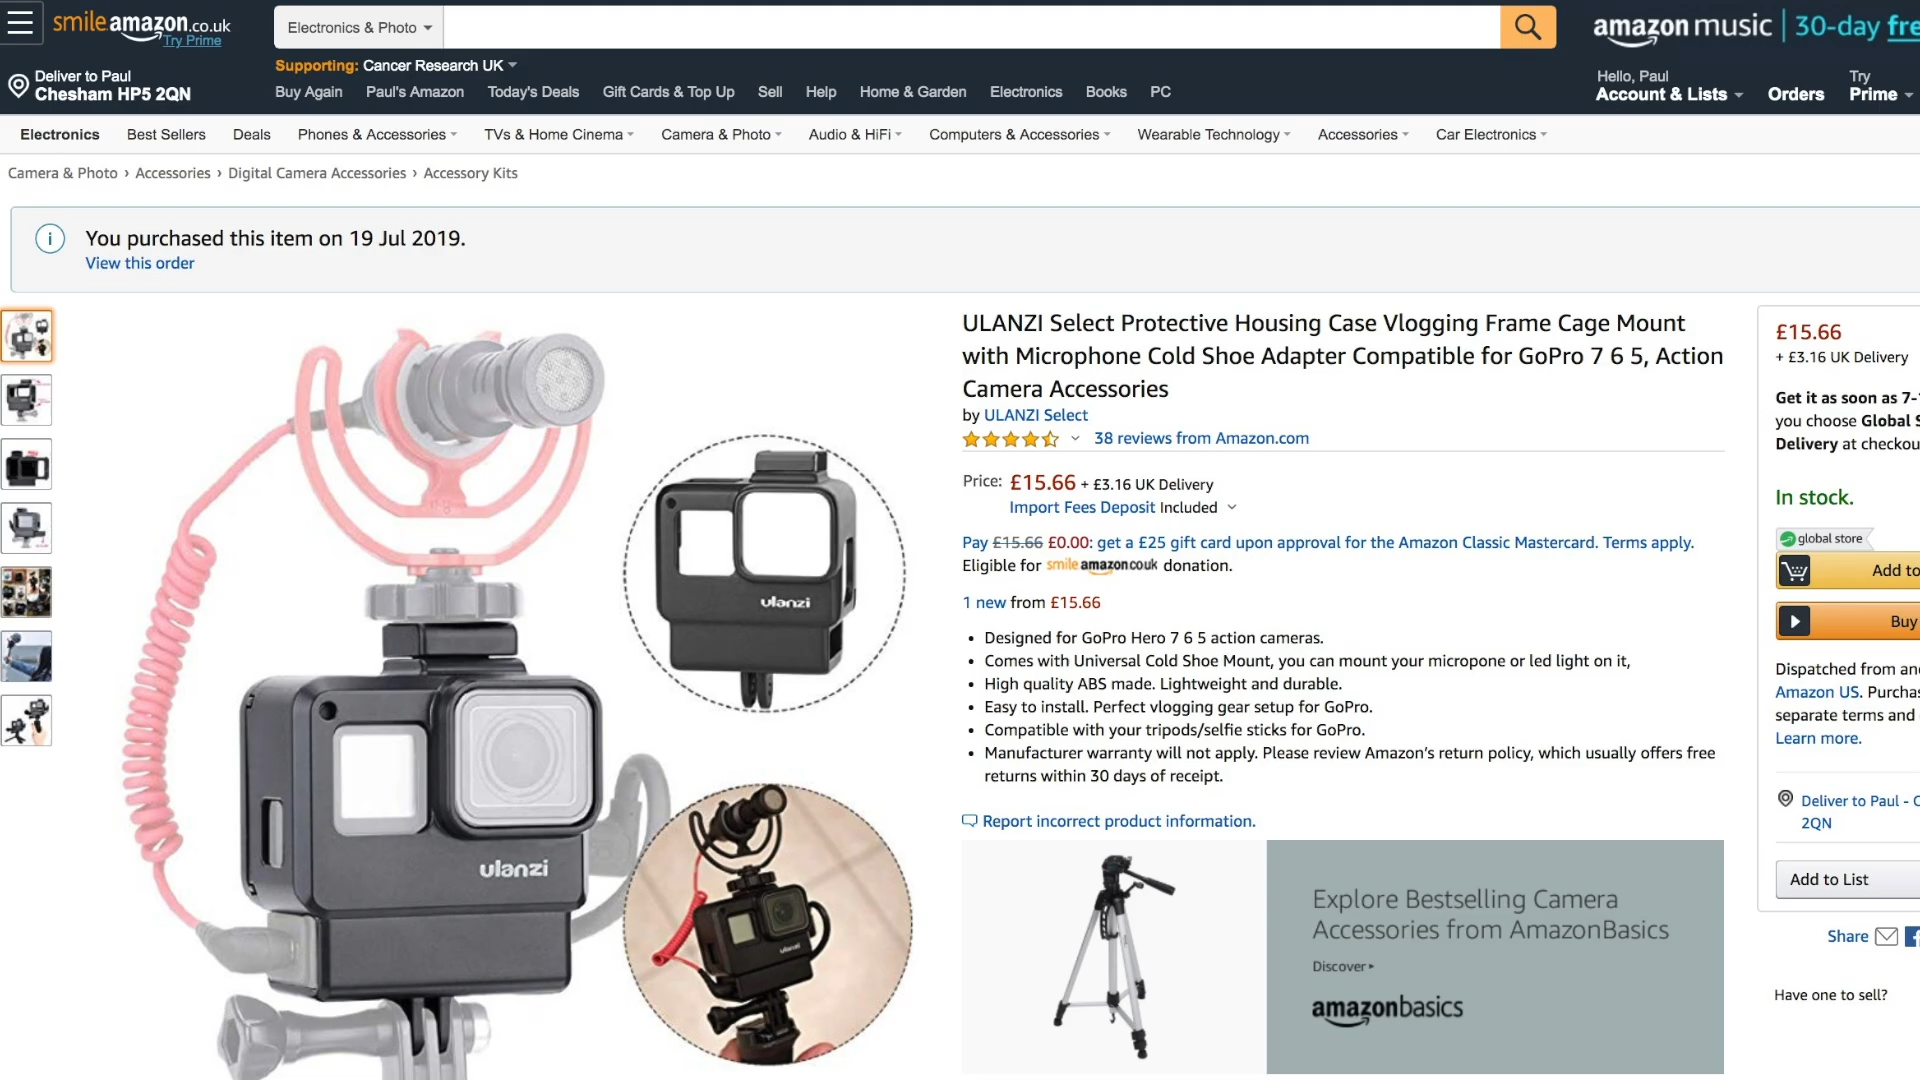 smile.amazon.co.uk
Try Prime
Electronics & Photo
amazon music | 30-day fre
Supporting: Cancer Research UK
Deliver to Paul
Chesham HP5 2QN
Buy Again Paul's Amazon Today's Deals Gift Cards & Top Up Sell Help Home & Garden Electronics Books PC
Hello, Paul
Account & Lists
Orders
Try
Prime
Electronics Best Sellers Deals Phones & Accessories TVs & Home Cinema Camera & Photo Audio & HiFi Computers & Accessories Wearable Technology Accessories Car Electronics
Camera & Photo › Accessories › Digital Camera Accessories › Accessory Kits
You purchased this item on 19 Jul 2019.
View this order
ulanzi
ulanzi
ulanzi
ULANZI Select Protective Housing Case Vlogging Frame Cage Mount
with Microphone Cold Shoe Adapter Compatible for GoPro 7 6 5, Action
Camera Accessories
by ULANZI Select
38 reviews from Amazon.com
Price: £15.66 + £3.16 UK Delivery
Import Fees Deposit Included
Pay £15.66 £0.00: get a £25 gift card upon approval for the Amazon Classic Mastercard. Terms apply.
Eligible for smile.amazon.co.uk donation.
1 new from £15.66
• Designed for GoPro Hero 7 6 5 action cameras.
• Comes with Universal Cold Shoe Mount, you can mount your micropone or led light on it,
• High quality ABS made. Lightweight and durable.
• Easy to install. Perfect vlogging gear setup for GoPro.
• Compatible with your tripods/selfie sticks for GoPro.
• Manufacturer warranty will not apply. Please review Amazon’s return policy, which usually offers free
returns within 30 days of receipt.
Report incorrect product information.
Explore Bestselling Camera
Accessories from AmazonBasics
Discover ▸
amazonbasics
£15.66
+ £3.16 UK Delivery
Get it as soon as 7-
you choose Global
Delivery at checkou
In stock.
global store
Add to
Buy
Dispatched from an
Amazon US. Purchas
separate terms and
Learn more.
Deliver to Paul -
2QN
Add to List
Share
Have one to sell?